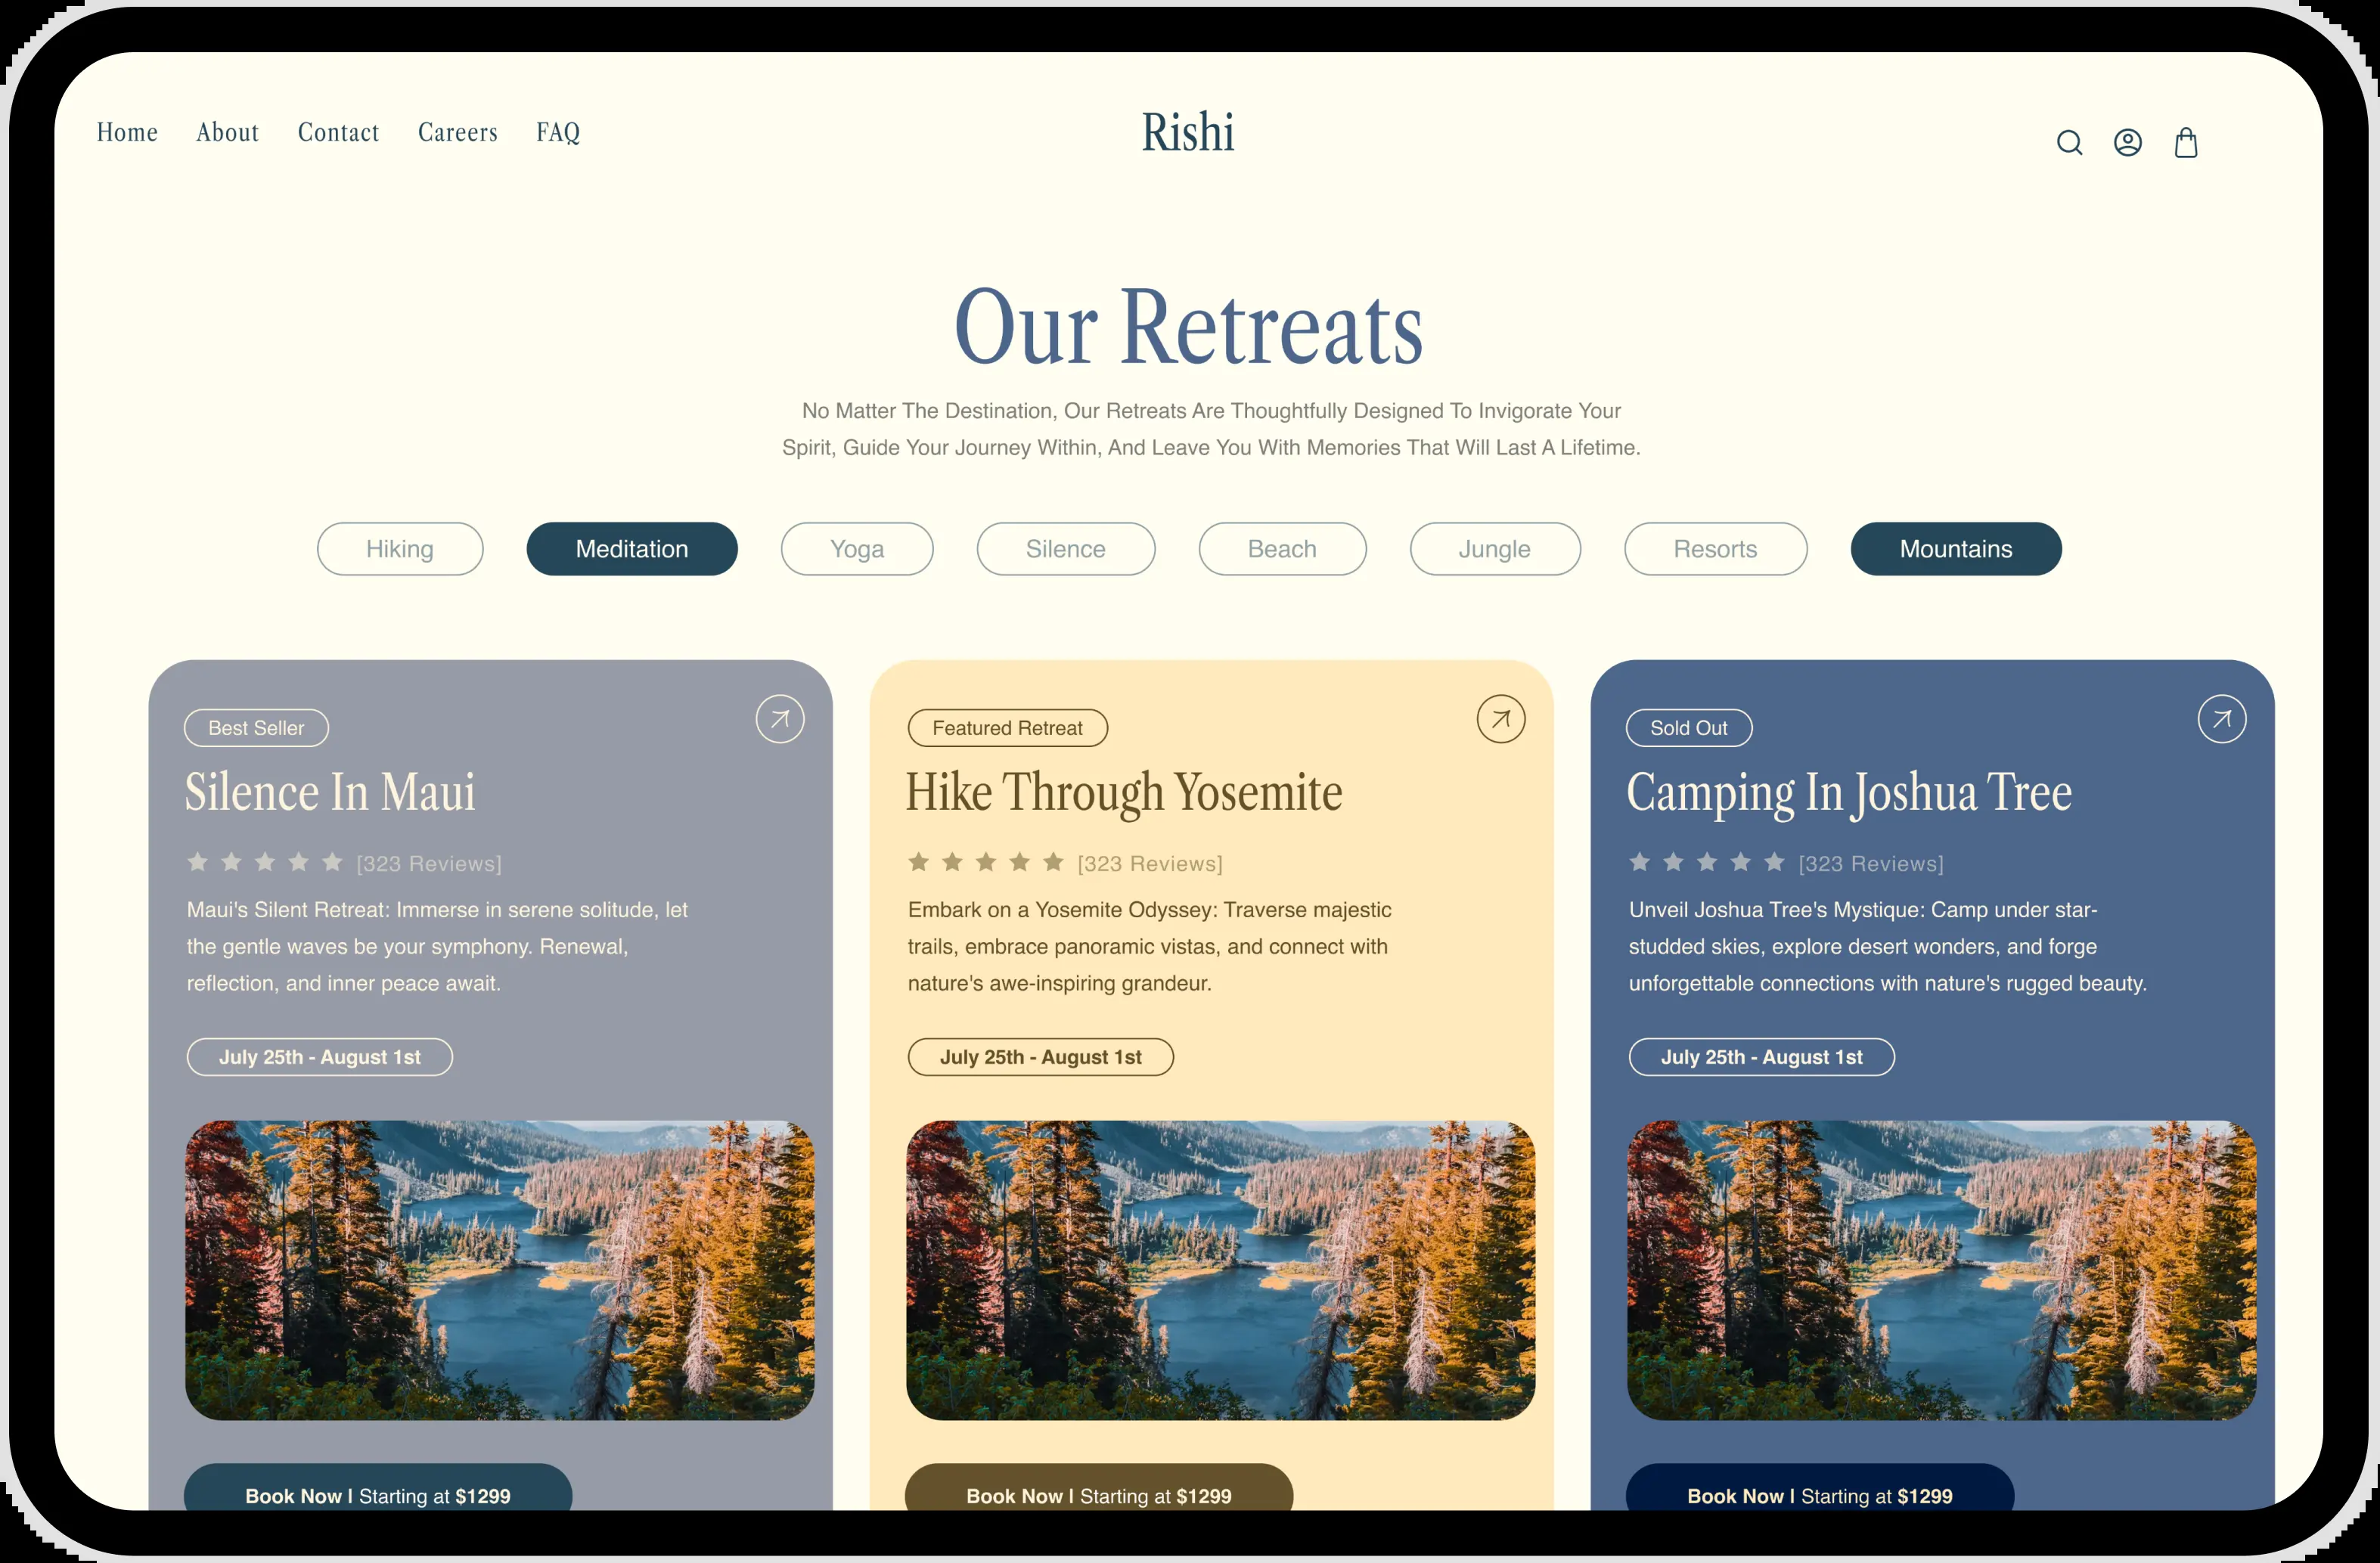 Home About Contact Careers FAQ
Rishi
Our Retreats
No Matter The Destination, Our Retreats Are Thoughtfully Designed To Invigorate Your
Spirit, Guide Your Journey Within, And Leave You With Memories That Will Last A Lifetime.
Hiking Meditation Yoga Silence Beach Jungle Resorts Mountains
Best Seller
Silence In Maui
[323 Reviews]
Maui's Silent Retreat: Immerse in serene solitude, let
the gentle waves be your symphony. Renewal,
reflection, and inner peace await.
July 25th - August 1st
Book Now | Starting at $1299
Featured Retreat
Hike Through Yosemite
[323 Reviews]
Embark on a Yosemite Odyssey: Traverse majestic
trails, embrace panoramic vistas, and connect with
nature's awe-inspiring grandeur.
July 25th - August 1st
Book Now | Starting at $1299
Sold Out
Camping In Joshua Tree
[323 Reviews]
Unveil Joshua Tree's Mystique: Camp under star-
studded skies, explore desert wonders, and forge
unforgettable connections with nature's rugged beauty.
July 25th - August 1st
Book Now | Starting at $1299